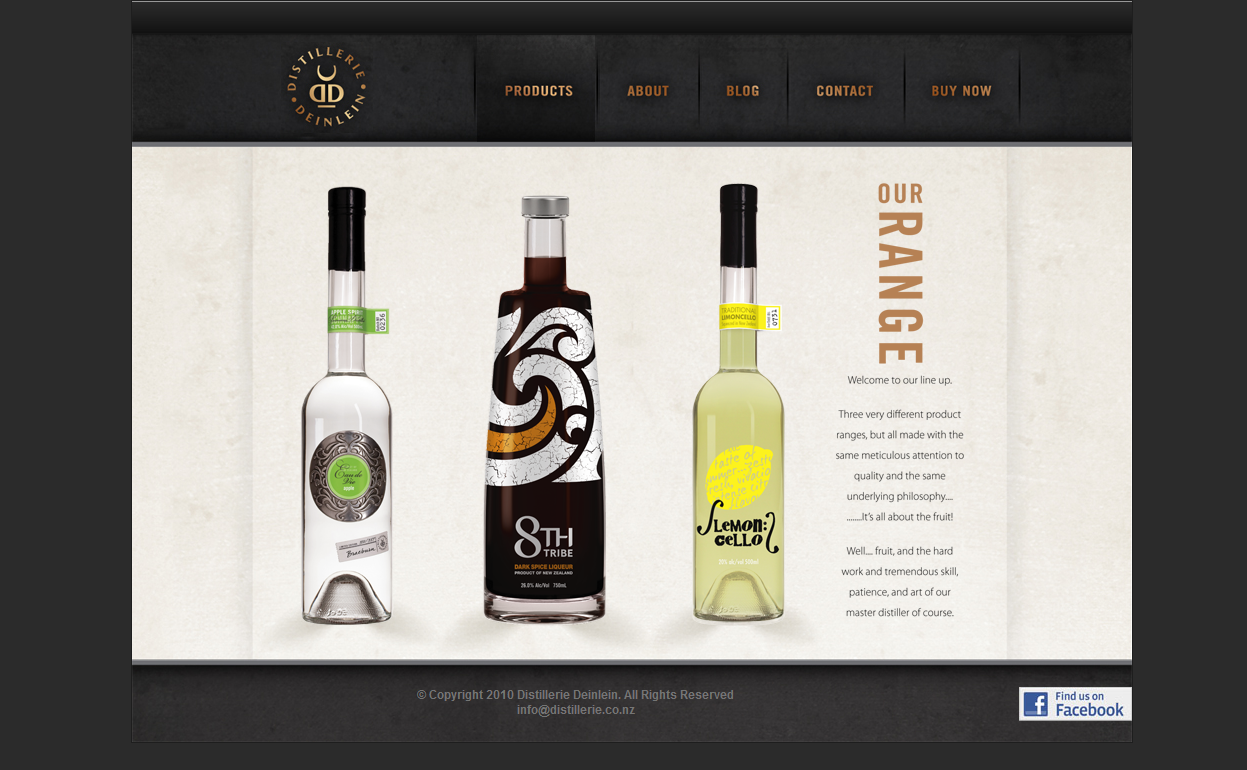 DISTILLERIE
DEINLEIN
PRODUCTS
ABOUT
BLOG
CONTACT
BUY NOW
APPLE SPIRIT
0236
Eau de
Vie
apple
Braeburn
8TH
TRIBE
DARK SPICE LIQUEUR
PRODUCT OF NEW ZEALAND
26.0% Alc/Vol 750ml
TRADITIONAL
LIMONCELLO
0731
LEMON:
CELLO
OUR
RANGE
Welcome to our line up.
Three very different product
ranges, but all made with the
same meticulous attention to
quality and the same
underlying philosophy....
.......It's all about the fruit!
Well.... fruit, and the hard
work and tremendous skill,
patience, and art of our
master distiller of course.
© Copyright 2010 Distillerie Deinlein. All Rights Reserved
info@distillerie.co.nz
Find us on
Facebook